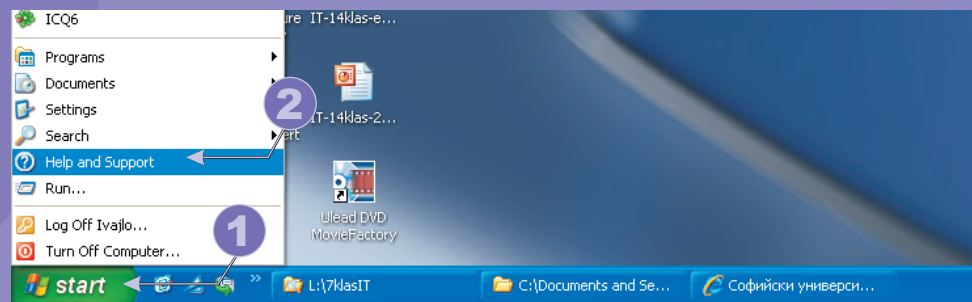 ICQ6
Programs
Documents
Settings
Search
Help and Support
Run...
Log Off Ivajlo...
Turn Off Computer...
1
2
IT-14klas-e...
IT-14klas-2...
Ulead DVD
MovieFactory
start
»
L:\7klasIT
C:\Documents and Se...
Софийски универси...